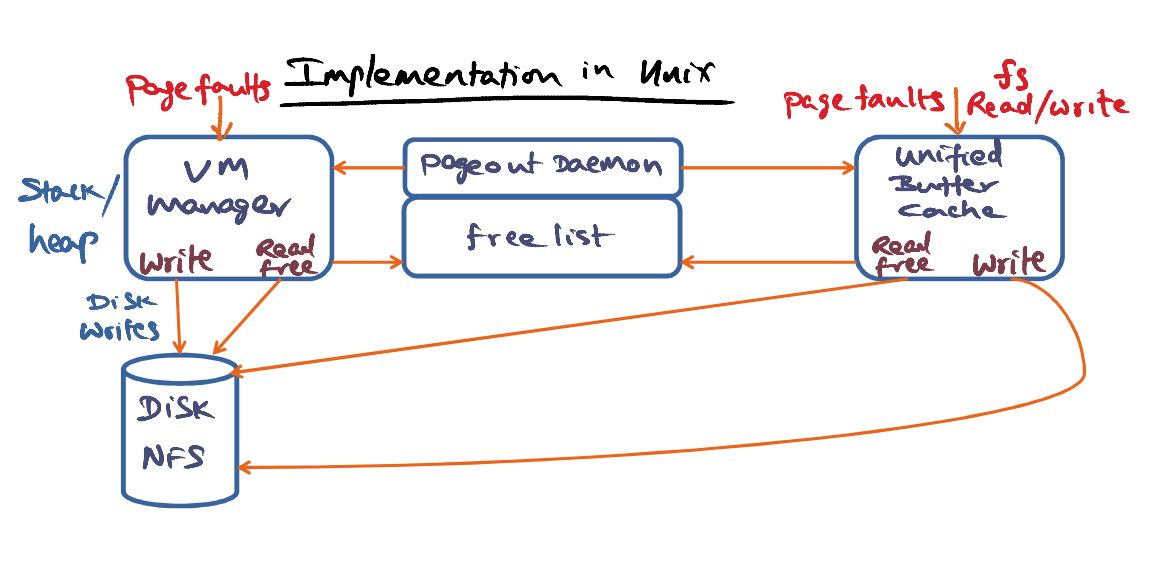 Implementation in Unix
Page faults
VM
Manager
Write
Read
free
Stack/
heap
Disk
Writes
Disk
NFS
Pageout Daemon
free list
page faults
fs
Read/write
Unified
Buffer
Cache
Read
free
Write